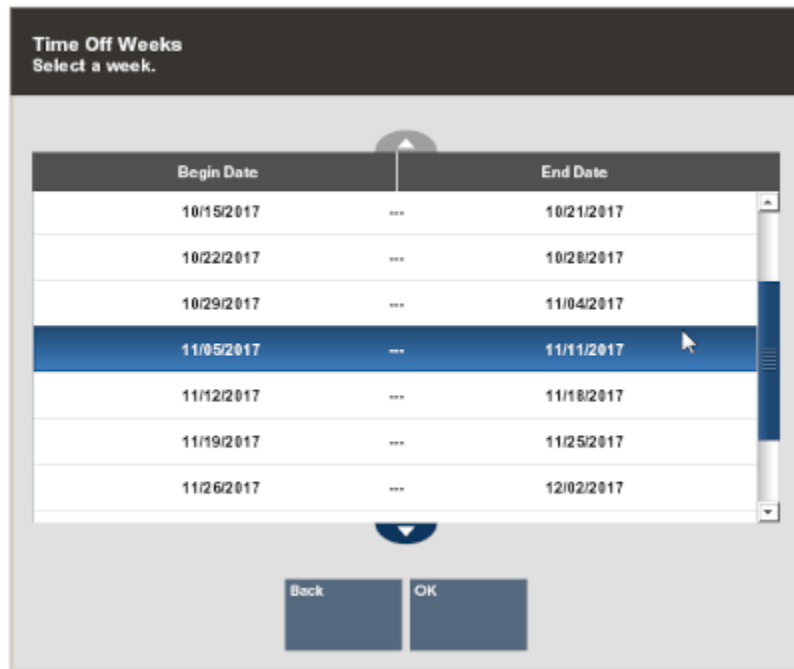 Time Off Weeks
Select a week.
Begin Date End Date
10/15/2017 --- 10/21/2017
10/22/2017 --- 10/28/2017
10/29/2017 --- 11/04/2017
11/05/2017 --- 11/11/2017
11/12/2017 --- 11/18/2017
11/19/2017 --- 11/25/2017
11/26/2017 --- 12/02/2017
Back OK